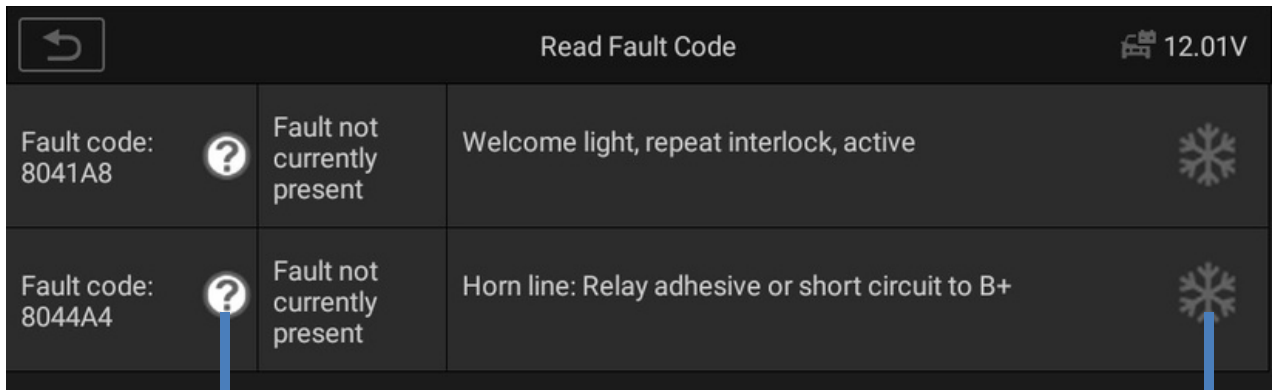 Read Fault Code
12.01V
Fault code:
8041A8
?
Fault not
currently
present
Welcome light, repeat interlock, active
Fault code:
8044A4
?
Fault not
currently
present
Horn line: Relay adhesive or short circuit to B+